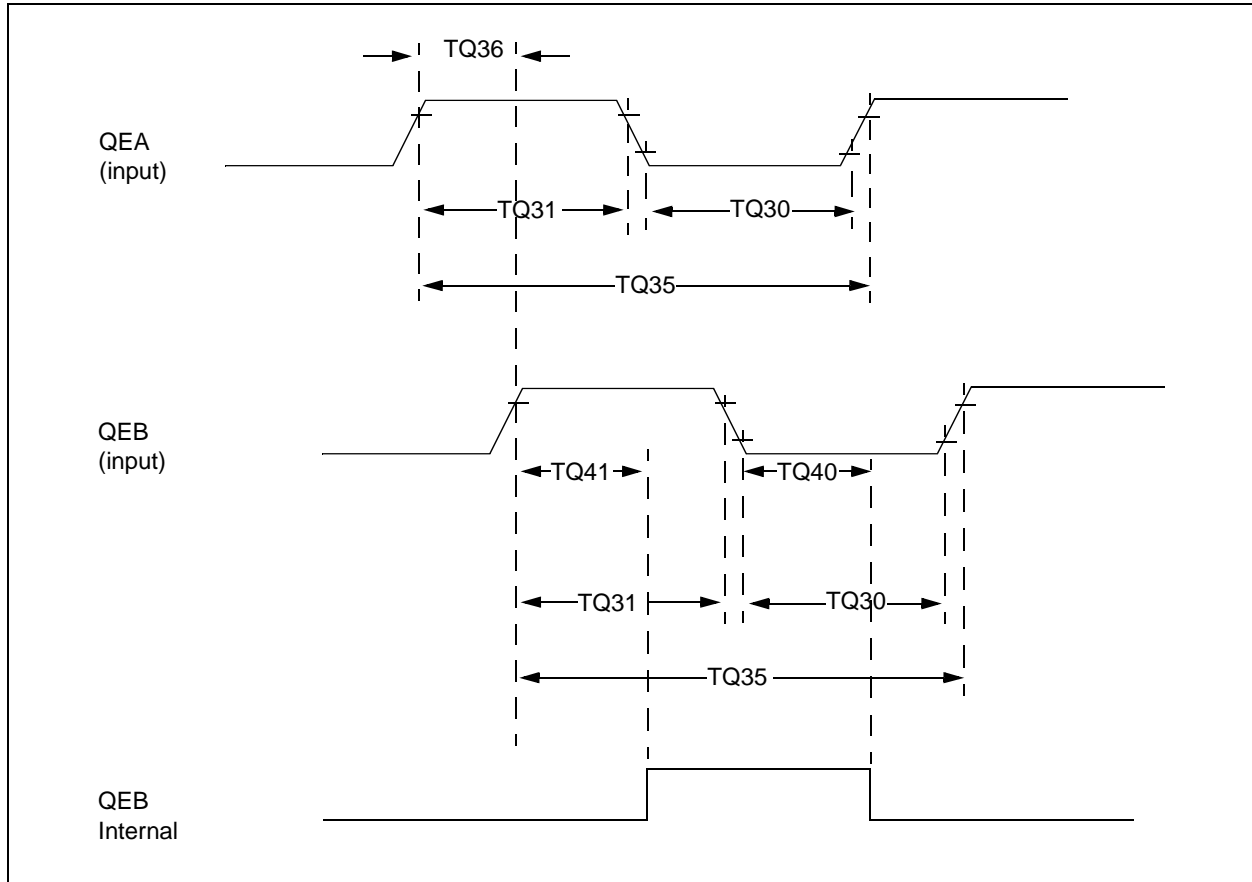 TQ36
QEA
(input)
TQ31
TQ30
TQ35
QEB
(input)
TQ41
TQ40
TQ31
TQ30
TQ35
QEB
Internal